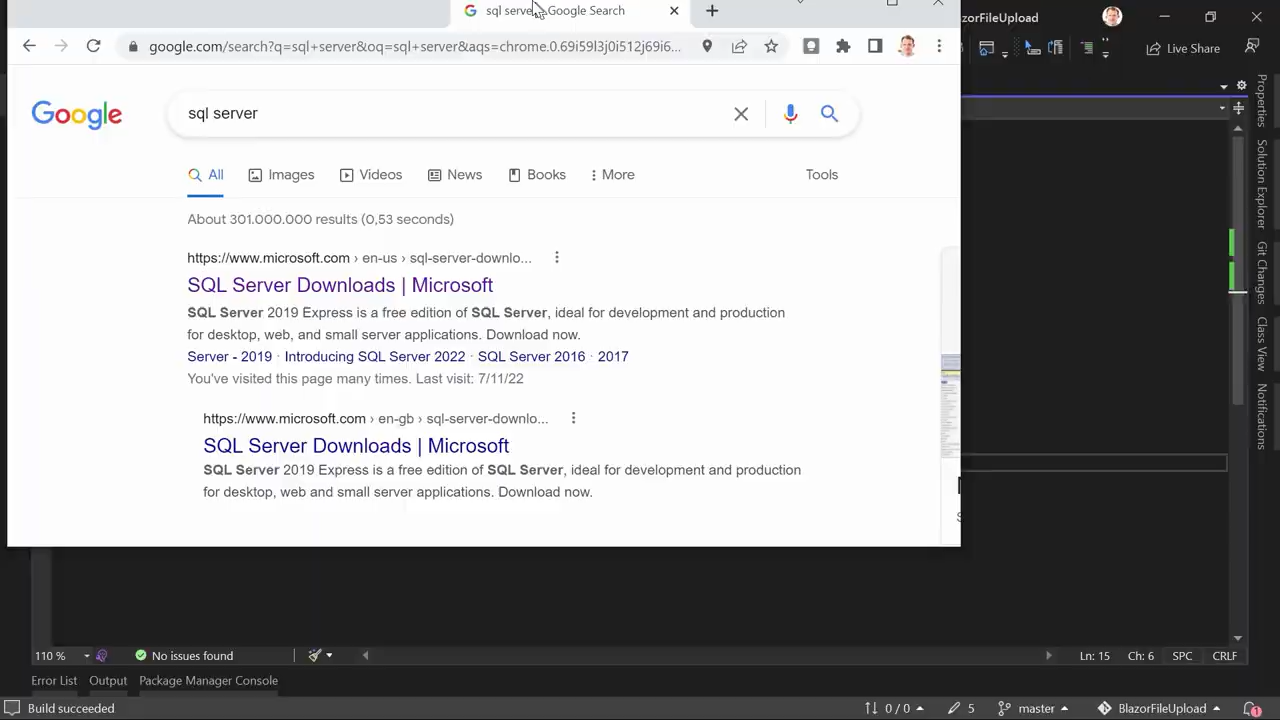 sql serve
Google Search
BlazorFileUpload
google.com/search?q=sql+server&oq=sql+server&aqs=chrome.0.69i59l3j0i512j69i6...
Live Share
Google
sql server
All
Images
Videos
News
Books
More
Tools
About 301.000.000 results (0,53 seconds)
https://www.microsoft.com › en-us › sql-server-downlo...
SQL Server Downloads | Microsoft
SQL Server 2019 Express is a free edition of SQL Server, ideal for development and production
for desktop, web, and small server applications. Download now.
Server - 2019 · Introducing SQL Server 2022 · SQL Server 2016 · 2017
You've visited this page many times. Last visit: 7/11/22
https://www.microsoft.com › en-gb › sql-server-downlo...
SQL Server Downloads | Microsoft
SQL Server 2019 Express is a free edition of SQL Server, ideal for development and production
for desktop, web and small server applications. Download now.
Properties
Solution Explorer
Git Changes
Class View
Notifications
110 %
No issues found
Ln: 15
Ch: 6
SPC
CRLF
Error List
Output
Package Manager Console
Build succeeded
0 / 0
5
master
BlazorFileUpload
1